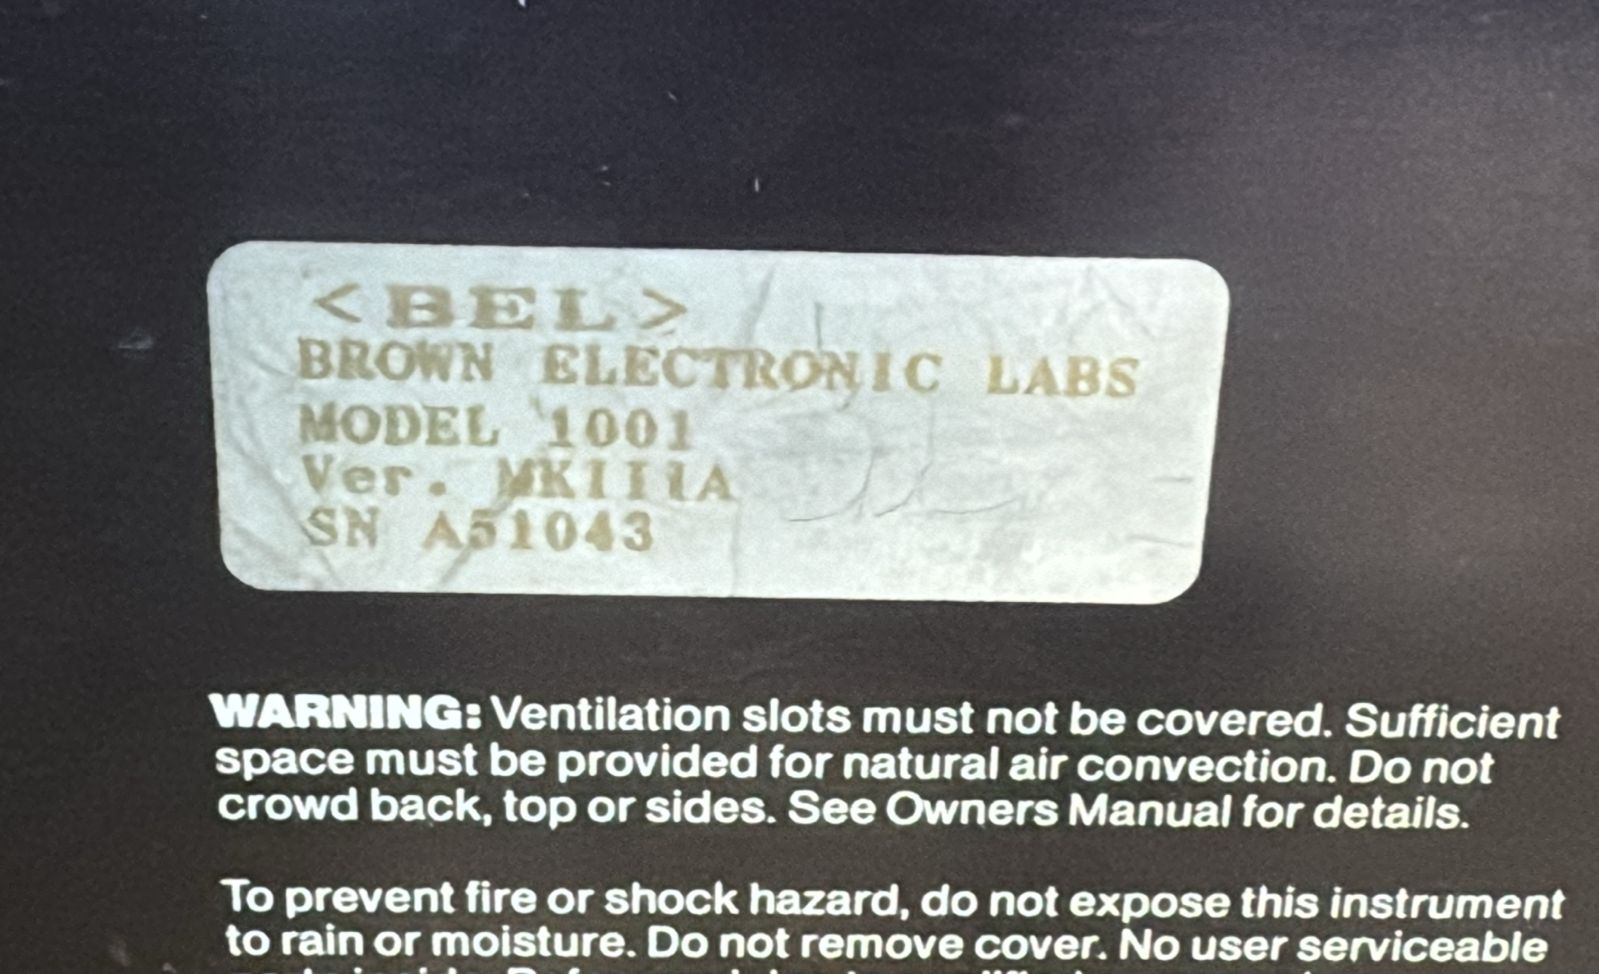 <BEL>
BROWN ELECTRONIC LABS
MODEL 1001
Ver. MKIIIA
SN A51043
WARNING: Ventilation slots must not be covered. Sufficient
space must be provided for natural air convection. Do not
crowd back, top or sides. See Owners Manual for details.
To prevent fire or shock hazard, do not expose this instrument
to rain or moisture. Do not remove cover. No user serviceable